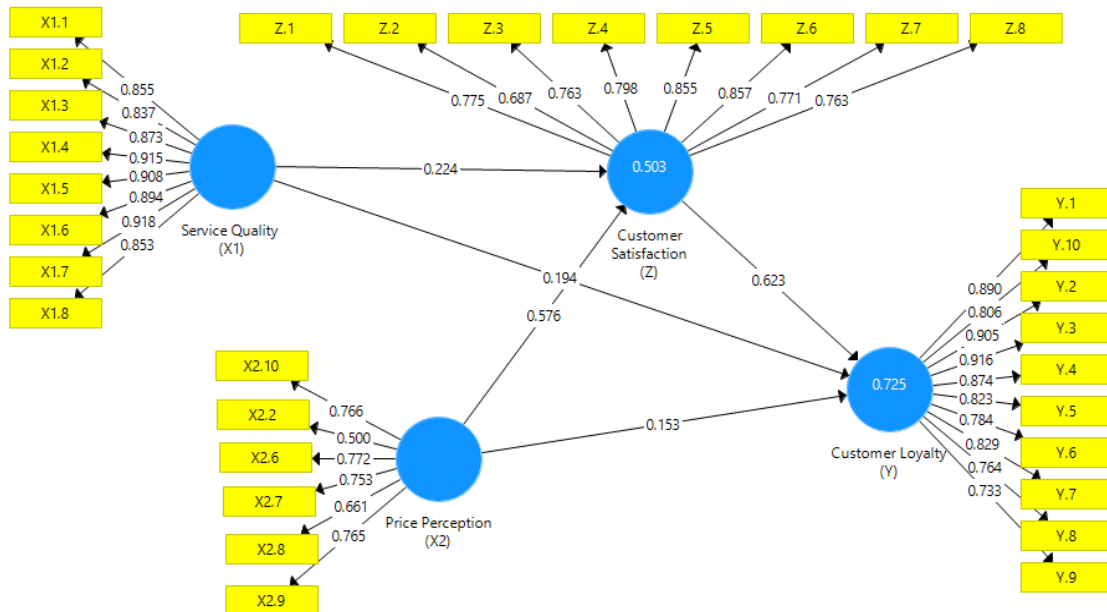 X1.1
X1.2
X1.3
X1.4
X1.5
X1.6
X1.7
X1.8
0.855
0.837
0.873
0.915
0.908
0.894
0.918
0.853
Service Quality
(X1)
Z.1
Z.2
Z.3
Z.4
Z.5
Z.6
Z.7
Z.8
0.775
0.687
0.763
0.798
0.855
0.857
0.771
0.763
0.503
Customer
Satisfaction
(Z)
0.224
0.194
0.576
0.623
0.153
X2.10
X2.2
X2.6
X2.7
X2.8
X2.9
0.766
0.500
0.772
0.753
0.661
0.765
Price Perception
(X2)
0.725
Customer Loyalty
(Y)
0.890
0.806
0.905
0.916
0.874
0.823
0.784
0.829
0.764
0.733
Y.1
Y.10
Y.2
Y.3
Y.4
Y.5
Y.6
Y.7
Y.8
Y.9